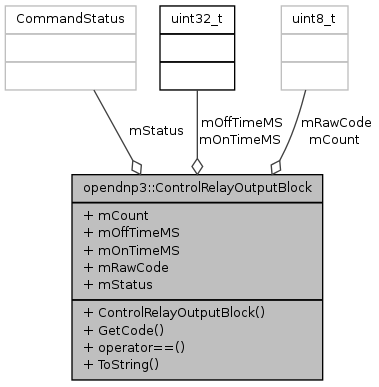 CommandStatus
uint32_t
uint8_t
mStatus
mOffTimeMS
mOnTimeMS
mRawCode
mCount
opendnp3::ControlRelayOutputBlock
+ mCount
+ mOffTimeMS
+ mOnTimeMS
+ mRawCode
+ mStatus
+ ControlRelayOutputBlock()
+ GetCode()
+ operator==()
+ ToString()